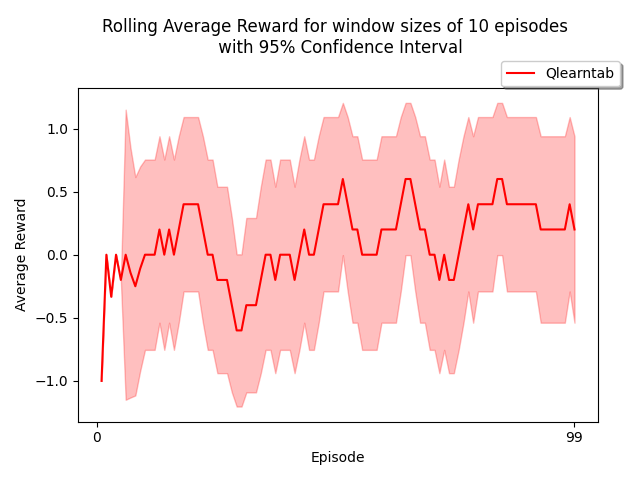 Rolling Average Reward for window sizes of 10 episodes
with 95% Confidence Interval
Qlearntab
1.0
0.5
0.0
−0.5
−1.0
Average Reward
0
99
Episode